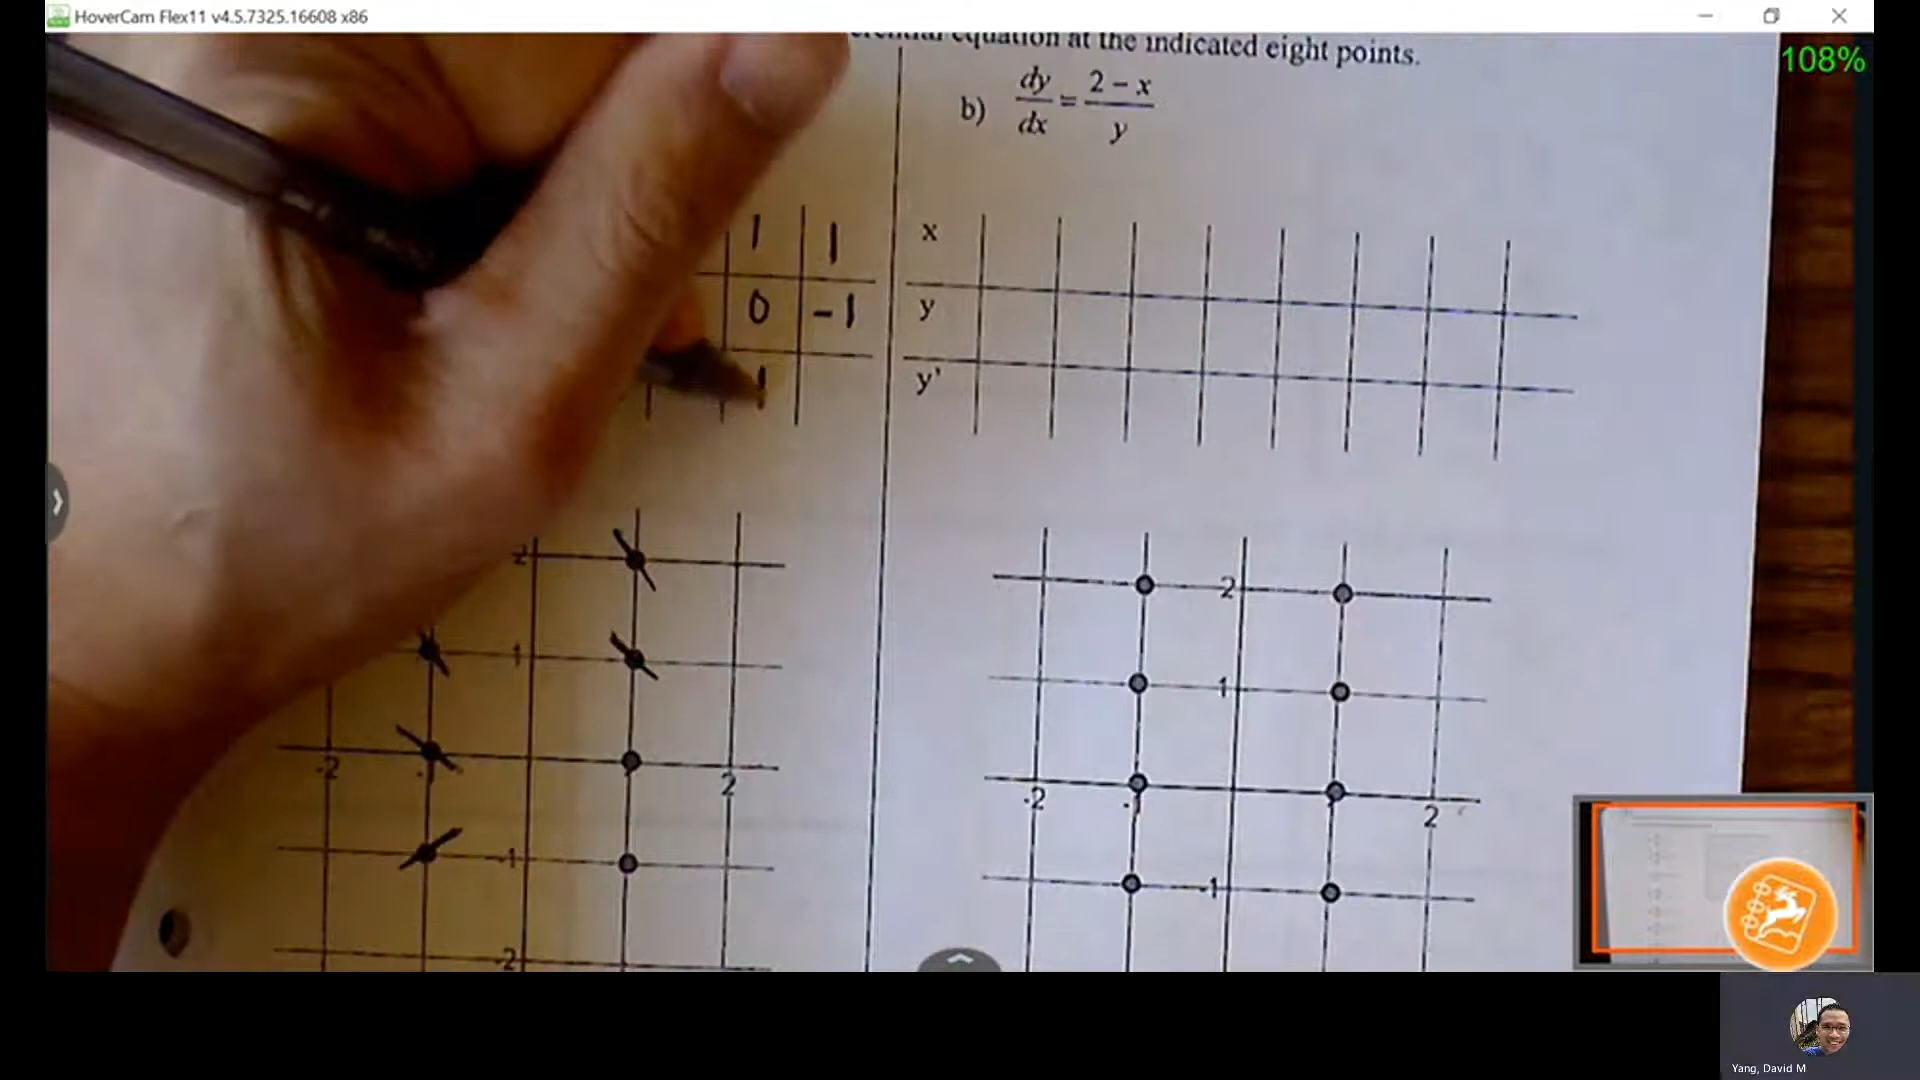 HoverCam Flex11 v4.5.7325.16608 x86
108%
equation at the indicated eight points.
b) dy/dx = 2 - x / y
1 1
0 -1
1
x
y
y'
2
1
-2 -1 2
-1
-2
2
1
-2 -1 2
-1
Yang, David M